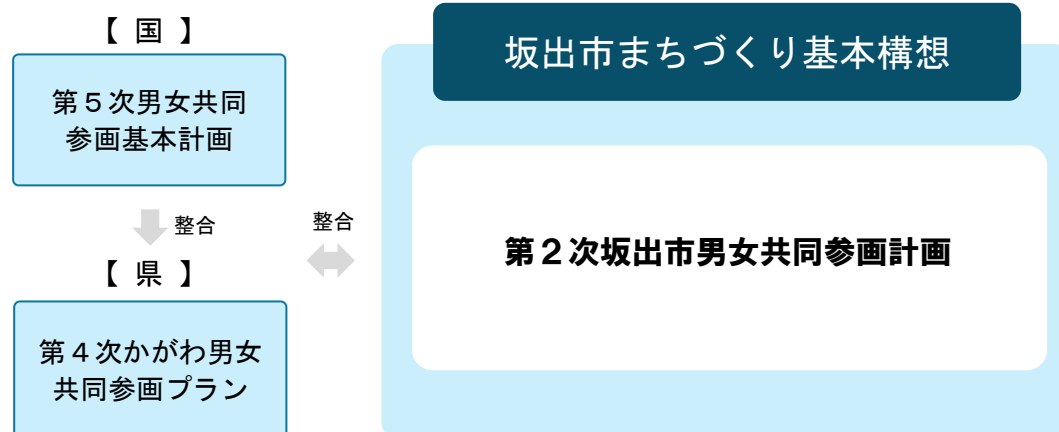 【 国 】
第５次男女共同
参画基本計画
整合
【 県 】
第４次かがわ男女
共同参画プラン
整合
坂出市まちづくり基本構想
第２次坂出市男女共同参画計画